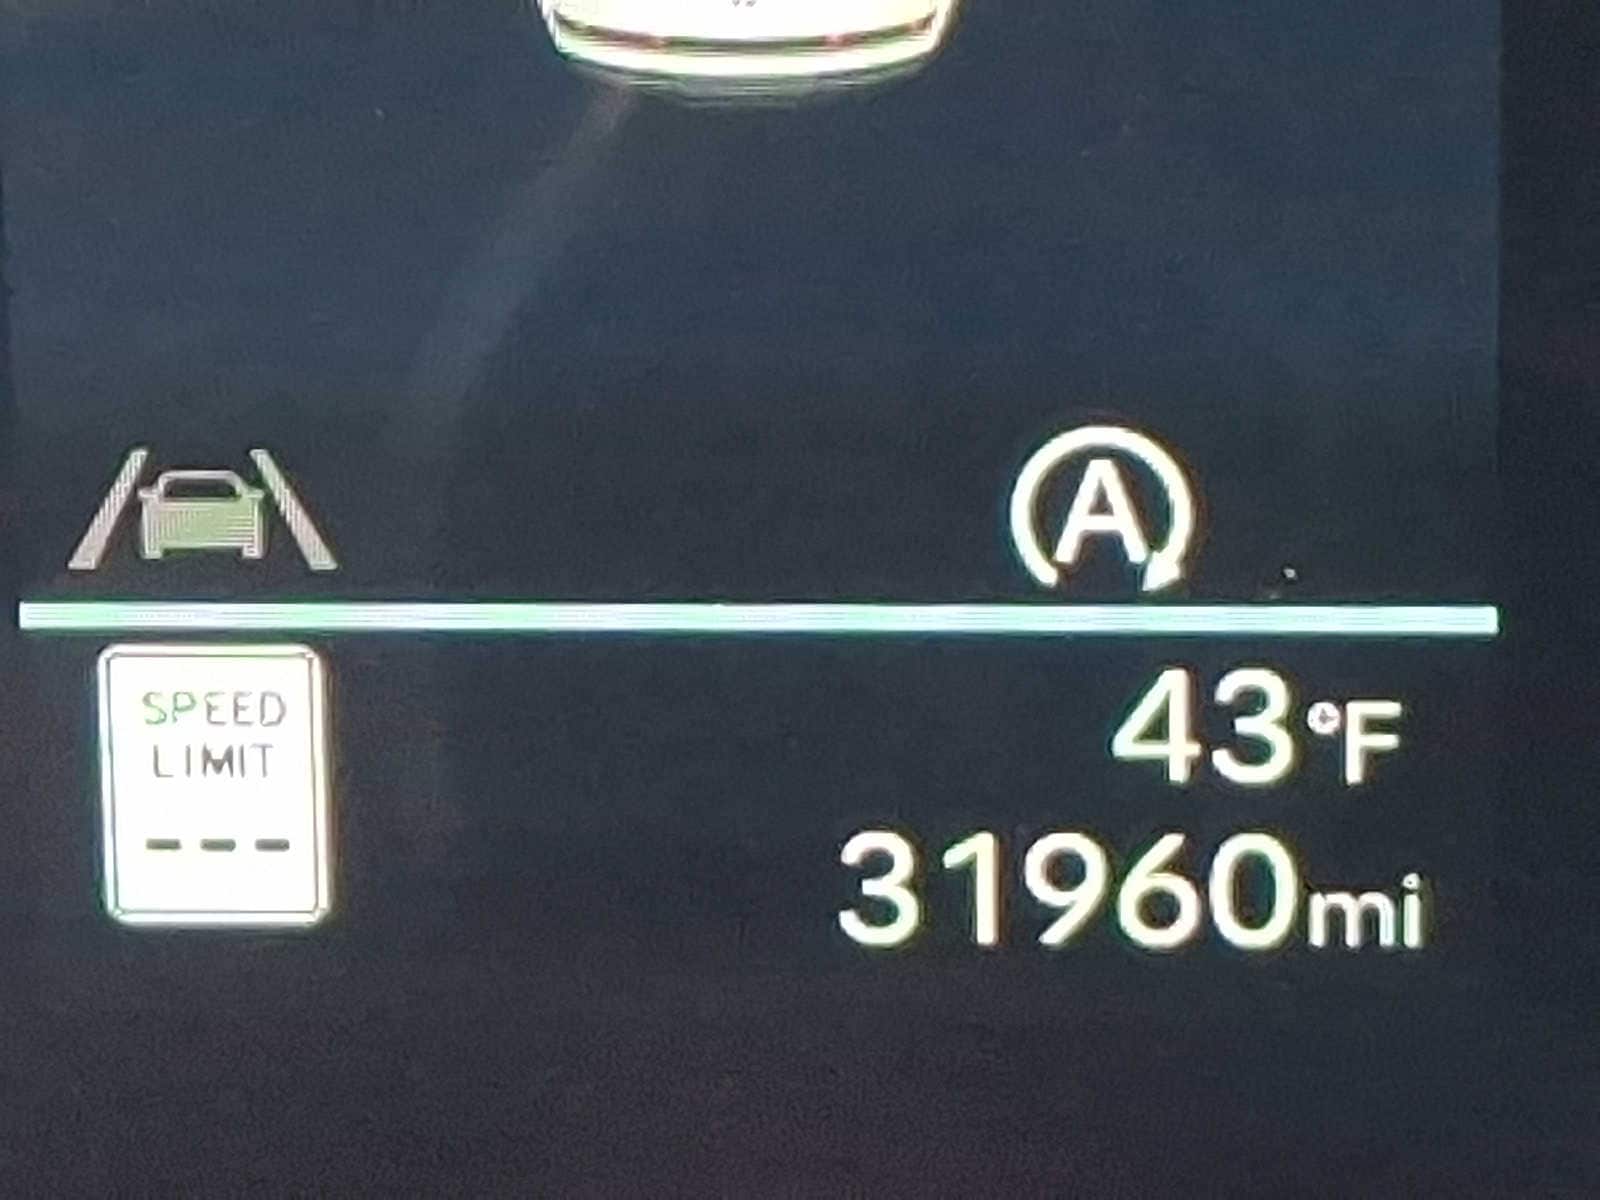 A
SPEED
LIMIT
---
43°F
31960mi